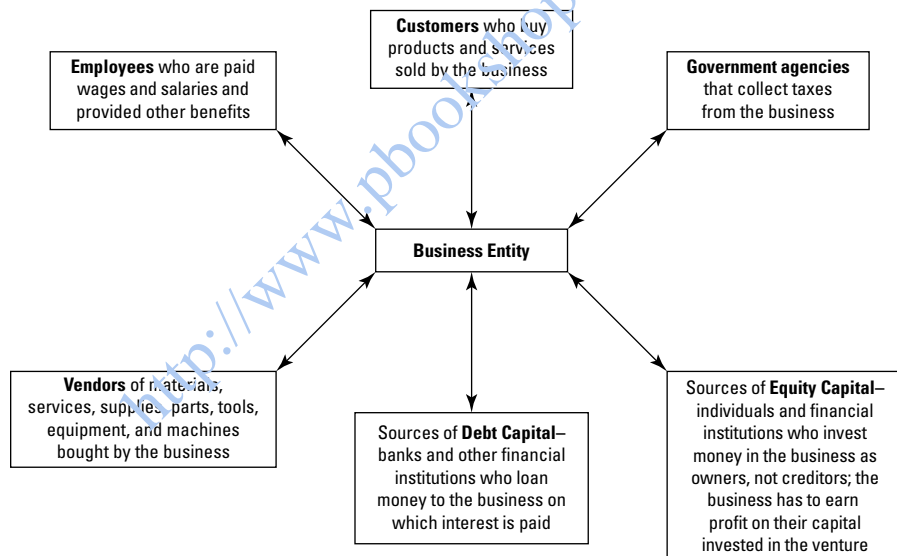 Customers who buy
products and services
sold by the business
Employees who are paid
wages and salaries and
provided other benefits
Government agencies
that collect taxes
from the business
Business Entity
Vendors of materials,
services, supplies, parts, tools,
equipment, and machines
bought by the business
Sources of Debt Capital–
banks and other financial
institutions who loan
money to the business on
which interest is paid
Sources of Equity Capital–
individuals and financial
institutions who invest
money in the business as
owners, not creditors; the
business has to earn
profit on their capital
invested in the venture
http://www.pbookshop